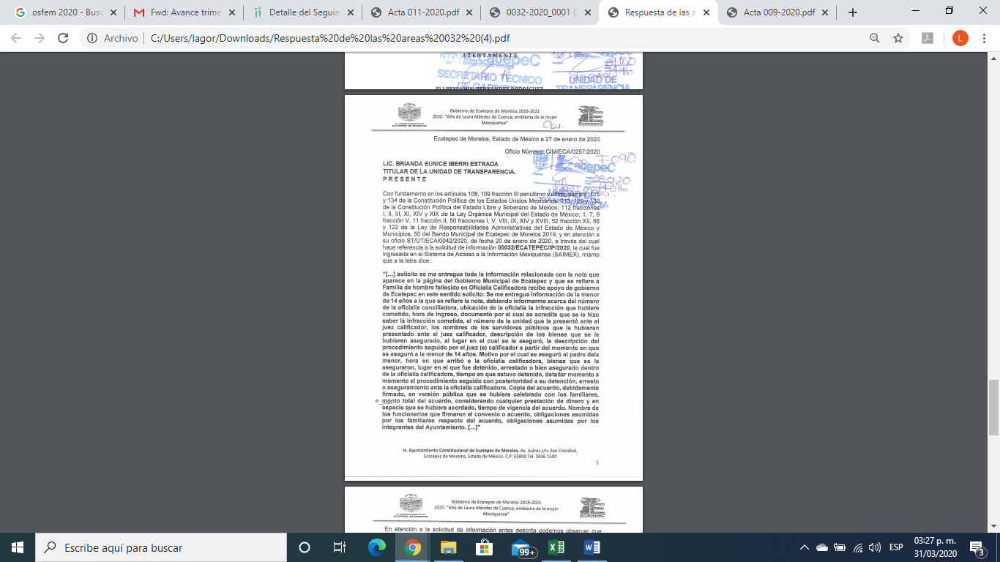 osfem 2020 - Busc
Fwd: Avance trime
Detalle del Seguim
Acta 011-2020.pdf
0032-2020_0001 (
Respuesta de las a
Acta 009-2020.pdf
Archivo
C:/Users/lagor/Downloads/Respuesta%20de%20las%20areas%20032%20(4).pdf
L
ATENTAMENTE
EcatepeC
SECRETARIO TÉCNICO
UNIDAD DE
TRANSPARENCIA
Gobierno de Ecatepec de Morelos 2019-2021
2020. "Año de Laura Méndez de Cuenca; emblema de la mujer
Mexiquense"
EcatepeC
Ecatepec de Morelos, Estado de México a 27 de enero de 2020
Oficio Número: CIM/ECA/0257/2020
T-090
LIC. BRIANDA EUNICE IBERRI ESTRADA
TITULAR DE LA UNIDAD DE TRANSPARENCIA.
P R E S E N T E
EcatepeC
Con fundamento en los artículos 108, 109 fracción III penúltimo y último párrafo, 115
y 134 de la Constitución Política de los Estados Unidos Mexicanos; 113, 129 y 130
de la Constitución Política del Estado Libre y Soberano de México; 112 fracciones
I, II, III, XI, XIV y XIX de la Ley Orgánica Municipal del Estado de México; 1, 7, 9
fracción V, 11 fracción II, 50 fracciones I, V, VIII, IX, XIV y XVIII, 52 fracción XII, 66
y 122 de la Ley de Responsabilidades Administrativas del Estado de México y
Municipios, 50 del Bando Municipal de Ecatepec de Morelos 2019, y en atención a
su oficio ST/UT/ECA/0042/2020, de fecha 20 de enero de 2020, a través del cual
hace referencia a la solicitud de información 00032/ECATEPEC/IP/2020, la cual fue
ingresada en el Sistema de Acceso a la Información Mexiquense (SAIMEX), mismo
que a la letra dice:
"[...] solicito se me entregue toda la información relacionada con la nota que
aparece en la página del Gobierno Municipal de Ecatepec y que se refiere a
Familia de hombre fallecido en Oficialía Calificadora recibe apoyo de gobierno
de Ecatepec en este sentido solicito: Se me entregue información de la menor
de 14 años a la que se refiere la nota, debiendo informarme acerca del número
de la oficialía conciliadora, ubicación de la oficialía la infracción que hubiere
cometido, hora de ingreso, documento por el cual se acredite que se le hizo
saber la infracción cometida, el número de la unidad que la presentó ante el
juez calificador, los nombres de los servidores públicos que la hubieran
presentado ante el juez calificador, descripción de los bienes que se le
hubieren asegurado, el lugar en el cual se le aseguró, la descripción del
procedimiento seguido por el juez (a) calificador a partir del momento en que
se aseguró a la menor de 14 años. Motivo por el cual se aseguró al padre dela
menor, hora en que arribó a la oficialía calificadora, bienes que se le
aseguraron, lugar en el que fue detenido, arrestado o bien asegurado dentro
de la oficialía calificadora, tiempo en que estuvo detenido, detallar momento a
momento el procedimiento seguido con posterioridad a su detención, arresto
o aseguramiento ante la oficialía calificadora. Copia del acuerdo, debidamente
firmado, en versión pública que se hubiera celebrado con los familiares,
monto total del acuerdo, considerando cualquier prestación de dinero y en
especie que se hubiera acordado, tiempo de vigencia del acuerdo. Nombre de
los funcionarios que firmaron el convenio o acuerdo, obligaciones asumidas
por los familiares respecto del acuerdo, obligaciones asumidas por los
integrantes del Ayuntamiento. [...]"
H. Ayuntamiento Constitucional de Ecatepec de Morelos, Av. Juárez s/n, San Cristóbal,
Ecatepec de Morelos, Estado de México. C.P. 55000 Tel. 5836 1500
1
Gobierno de Ecatepec de Morelos 2019-2021
2020. "Año de Laura Méndez de Cuenca; emblema de la mujer
Mexiquense"
EcatepeC
En atención a la solicitud de información antes descrita podemos observar que
Escribe aquí para buscar
99+
ESP
03:27 p. m.
31/03/2020
3